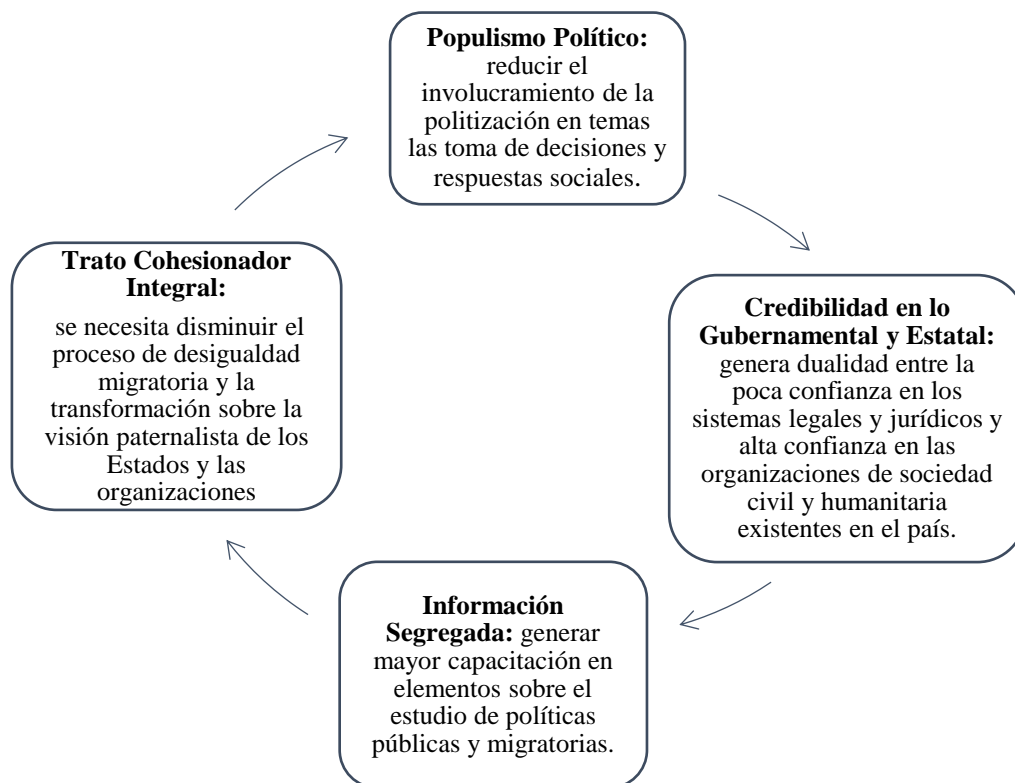 Populismo Político:
reducir el
involucramiento de la
politización en temas
las toma de decisiones y
respuestas sociales.
Credibilidad en lo
Gubernamental y Estatal:
genera dualidad entre la
poca confianza en los
sistemas legales y jurídicos y
alta confianza en las
organizaciones de sociedad
civil y humanitaria
existentes en el país.
Información
Segregada: generar
mayor capacitación en
elementos sobre el
estudio de políticas
públicas y migratorias.
Trato Cohesionador
Integral:
se necesita disminuir el
proceso de desigualdad
migratoria y la
transformación sobre la
visión paternalista de los
Estados y las
organizaciones